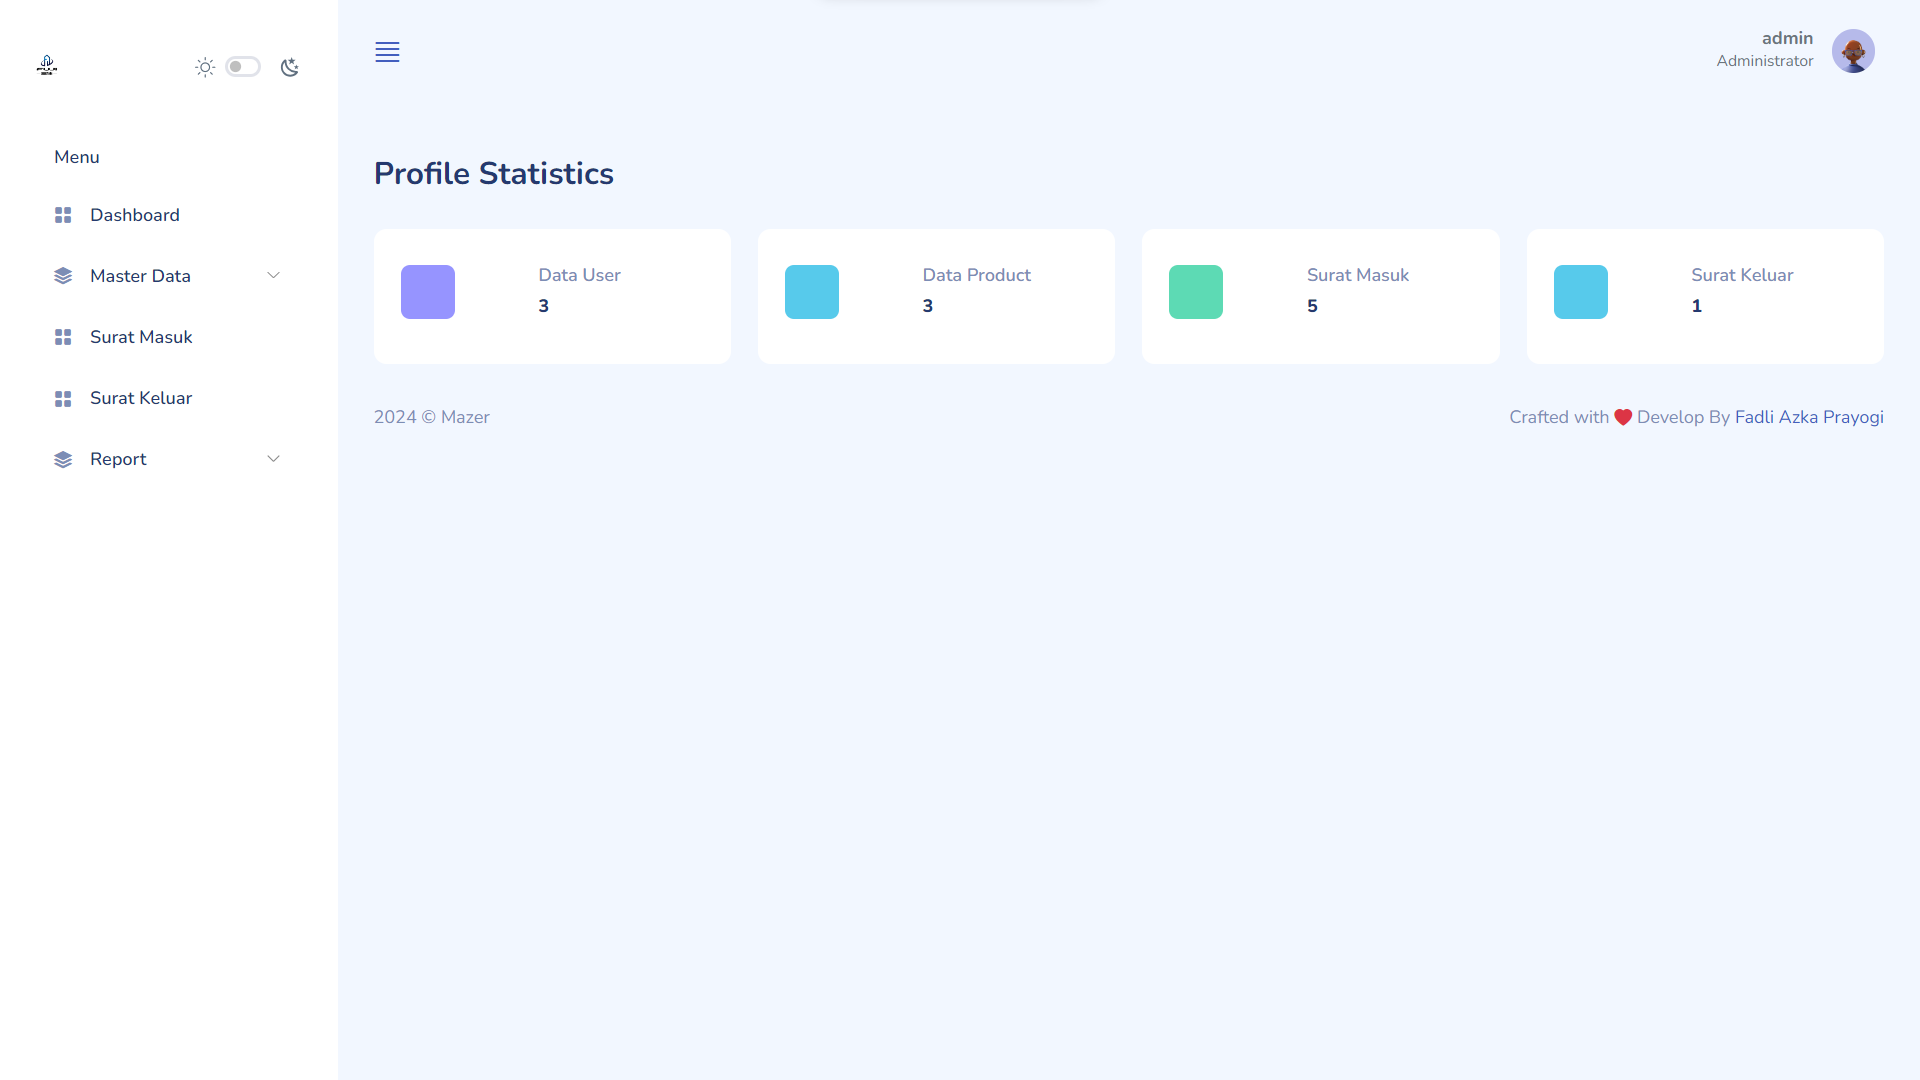 admin
Administrator
Menu
Dashboard
Master Data
Surat Masuk
Surat Keluar
Report
Profile Statistics
Data User
3
Data Product
3
Surat Masuk
5
Surat Keluar
1
2024 © Mazer
Crafted with ❤ Develop By Fadli Azka Prayogi